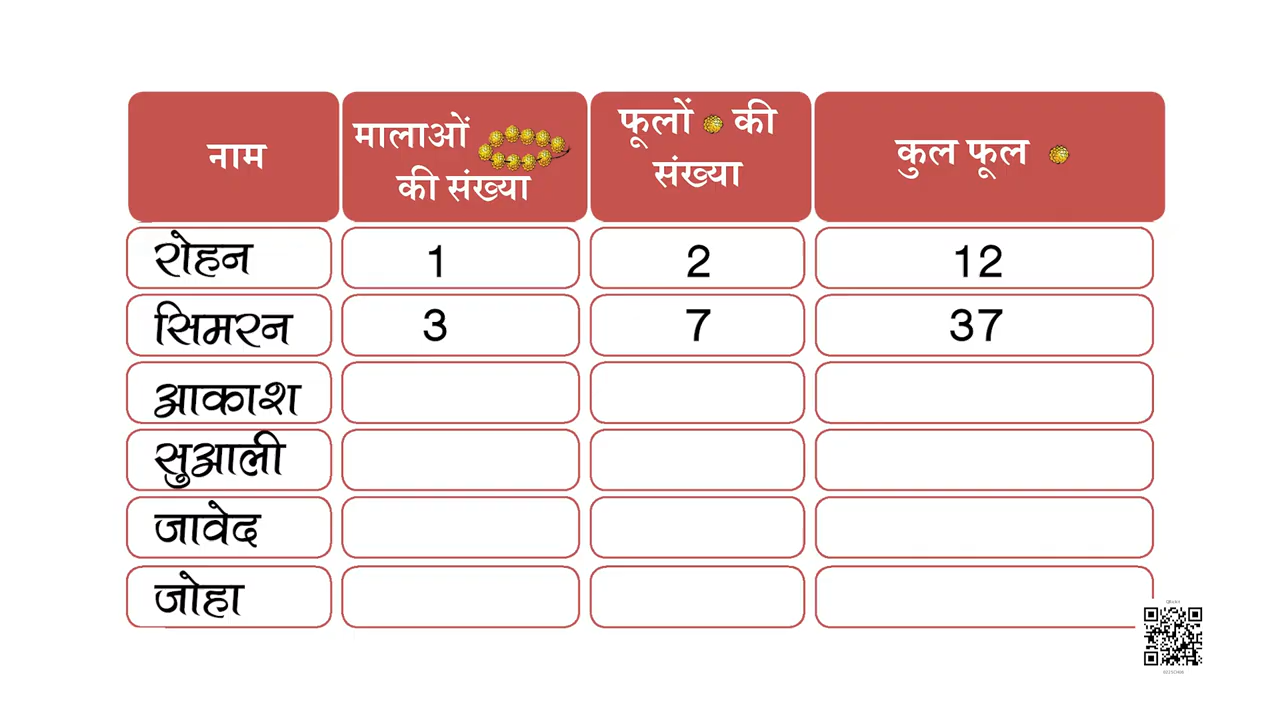 नाम
मालाओं
की संख्या
फूलों की
संख्या
कुल फूल
रोहन 1 2 12
सिमरन 3 7 37
आकाश
सुआली
जावेद
जोहा